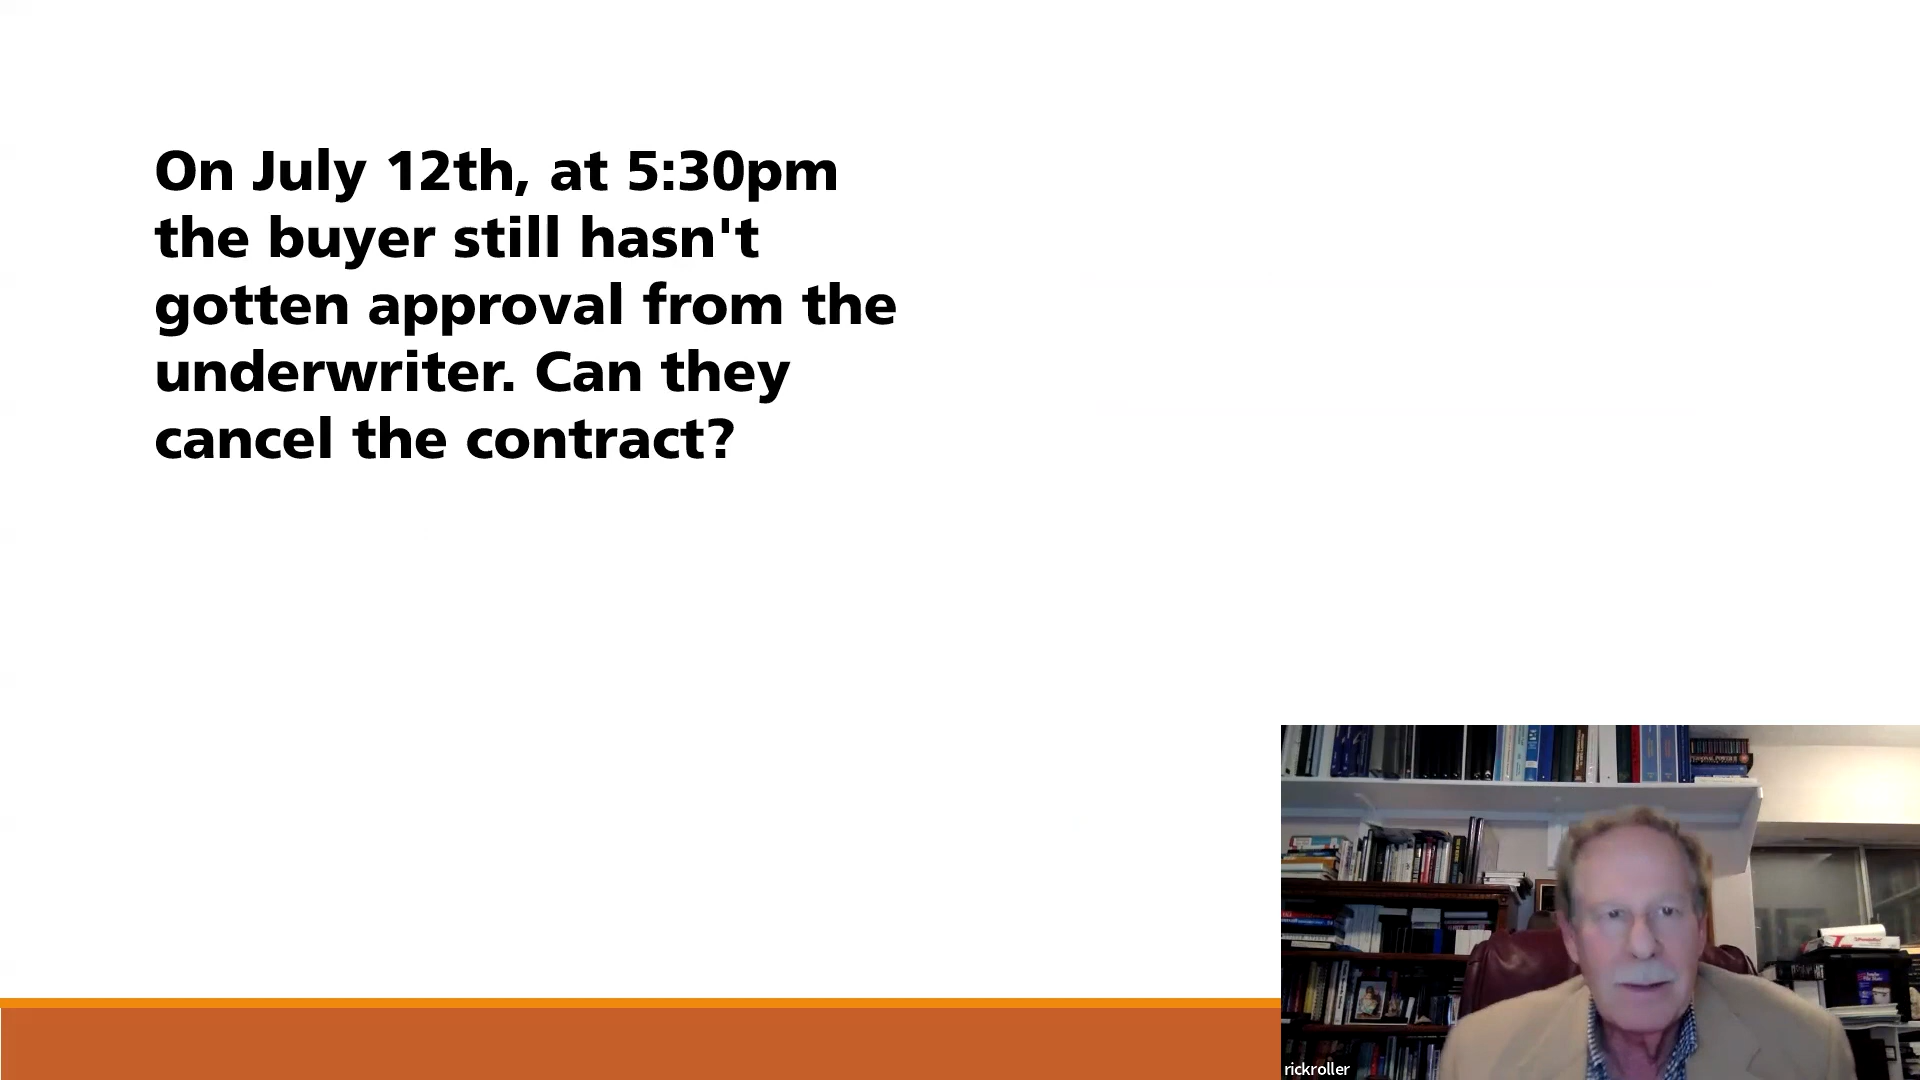 On July 12th, at 5:30pm
the buyer still hasn't
gotten approval from the
underwriter. Can they
cancel the contract?
rickroller